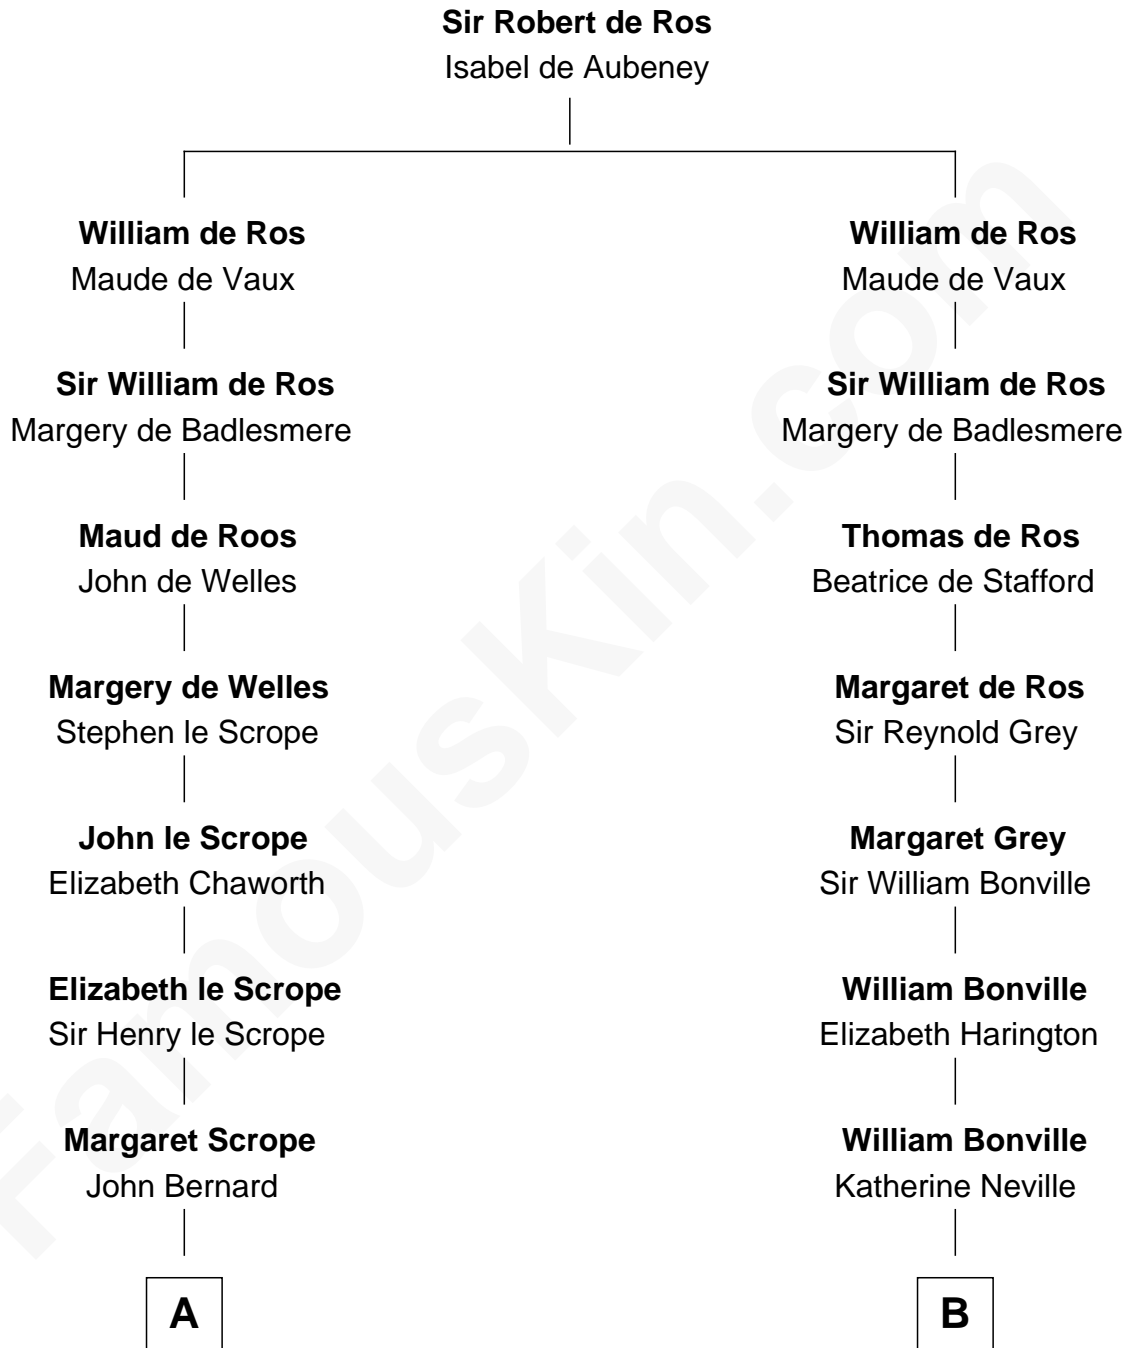 Sir Robert de Ros
Isabel de Aubeney
William de Ros
Maude de Vaux
Sir William de Ros
Margery de Badlesmere
Maud de Roos
John de Welles
Margery de Welles
Stephen le Scrope
John le Scrope
Elizabeth Chaworth
Elizabeth le Scrope
Sir Henry le Scrope
Margaret Scrope
John Bernard
A
William de Ros
Maude de Vaux
Sir William de Ros
Margery de Badlesmere
Thomas de Ros
Beatrice de Stafford
Margaret de Ros
Sir Reynold Grey
Margaret Grey
Sir William Bonville
William Bonville
Elizabeth Harington
William Bonville
Katherine Neville
B
FamousKin.com